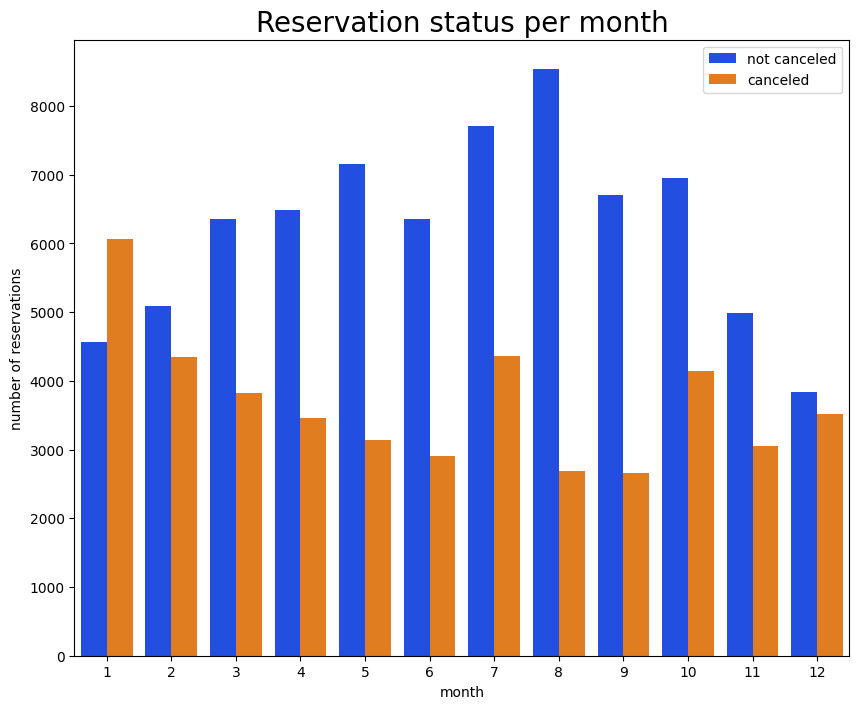 Reservation status per month
not canceled
canceled
8000
7000
6000
5000
4000
3000
2000
1000
0
number of reservations
1 2 3 4 5 6 7 8 9 10 11 12
month